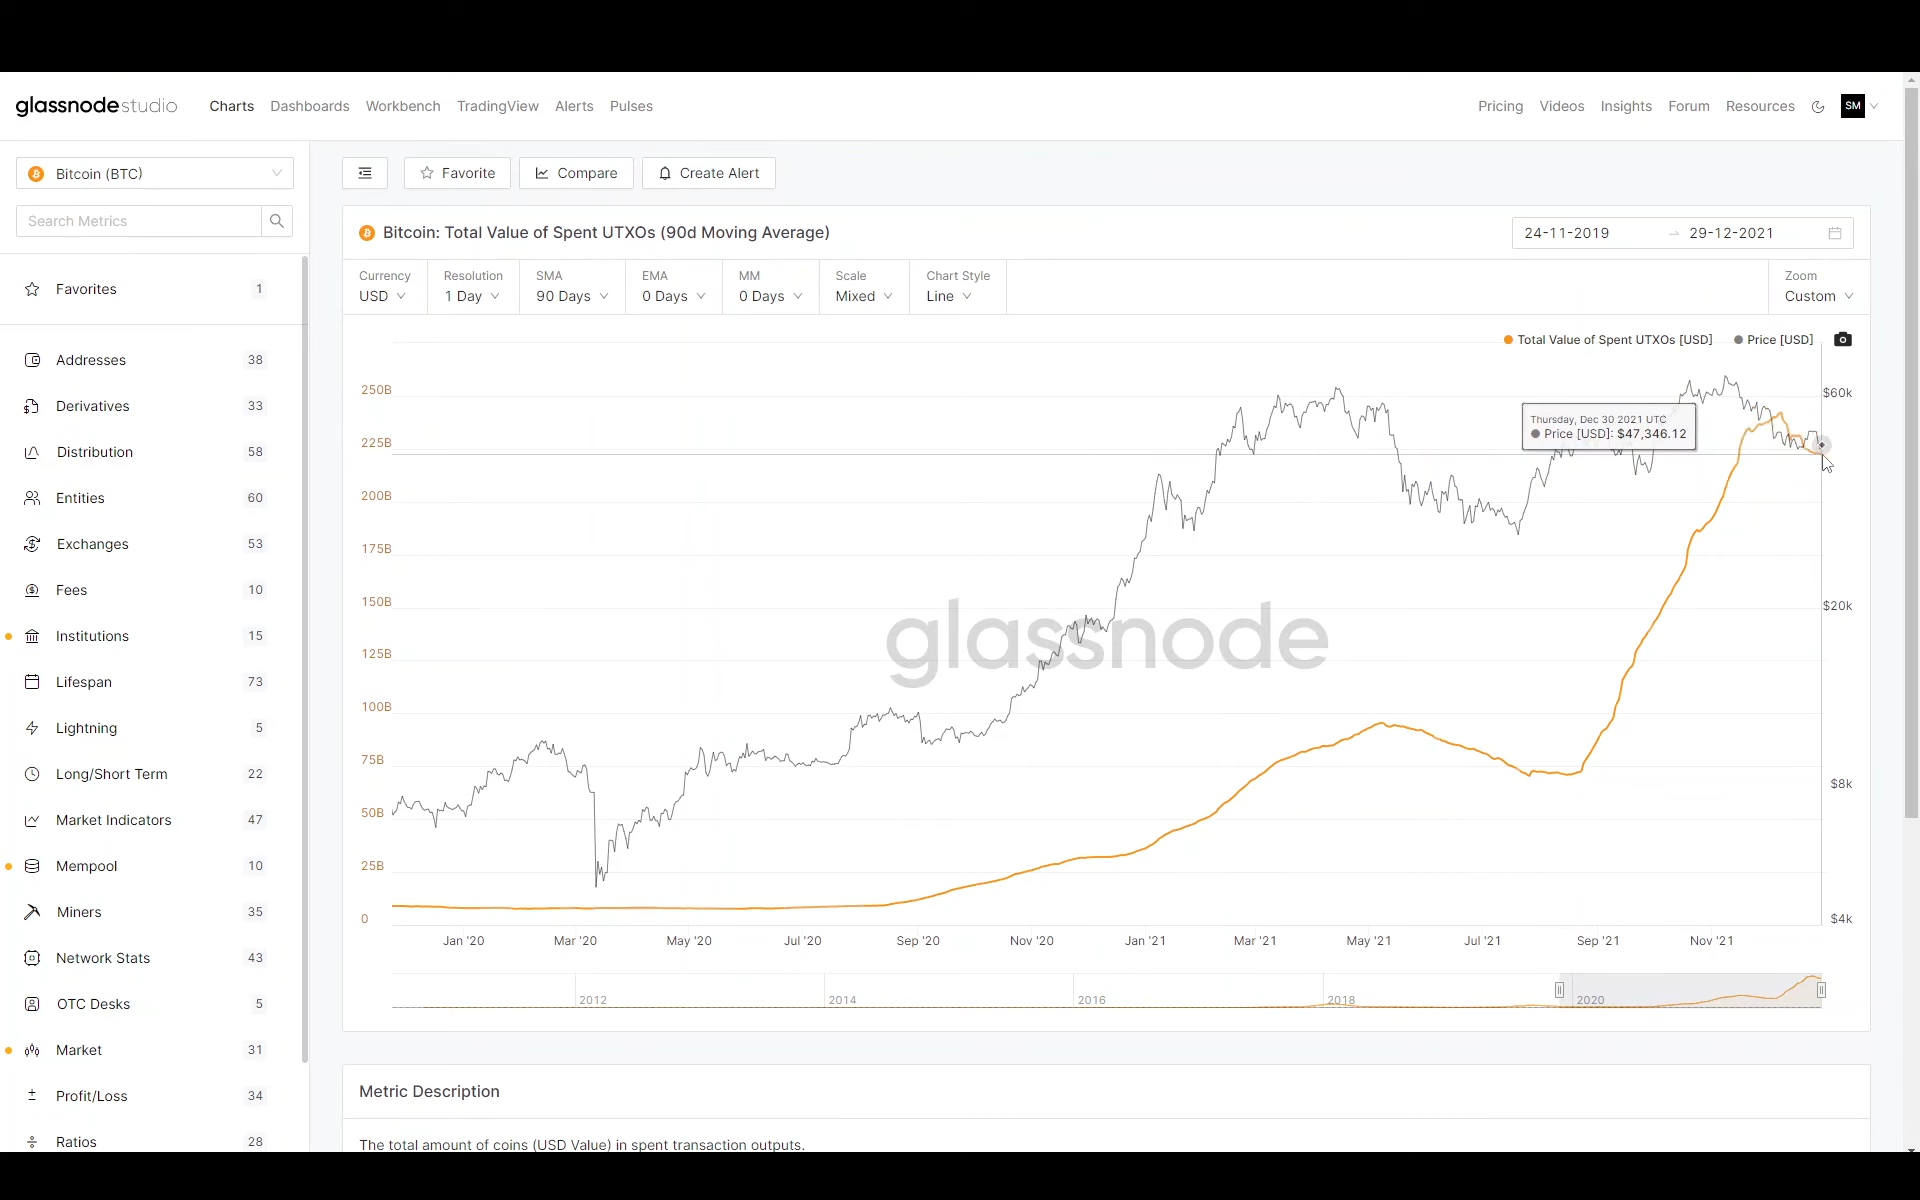 glassnodestudio Charts Dashboards Workbench TradingView Alerts Pulses Pricing Videos Insights Forum Resources SM
Bitcoin (BTC)
Favorite Compare Create Alert
Search Metrics
Bitcoin: Total Value of Spent UTXOs (90d Moving Average)
24-11-2019 → 29-12-2021
Currency Resolution SMA EMA MM Scale Chart Style Zoom
USD 1 Day 90 Days 0 Days 0 Days Mixed Line Custom
Favorites 1
Addresses 38
Derivatives 33
Distribution 58
Entities 60
Exchanges 53
Fees 10
Institutions 15
Lifespan 73
Lightning 5
Long/Short Term 22
Market Indicators 47
Mempool 10
Miners 35
Network Stats 43
OTC Desks 5
Market 31
Profit/Loss 34
Ratios 28
Total Value of Spent UTXOs [USD] Price [USD]
250B
225B
200B
175B
150B
125B
100B
75B
50B
25B
0
$60k
$20k
$8k
$4k
Thursday, Dec 30 2021 UTC
Price [USD]: $47,346.12
glassnode
Jan '20 Mar '20 May '20 Jul '20 Sep '20 Nov '20 Jan '21 Mar '21 May '21 Jul '21 Sep '21 Nov '21
2012 2014 2016 2018 2020
Metric Description
The total amount of coins (USD Value) in spent transaction outputs.